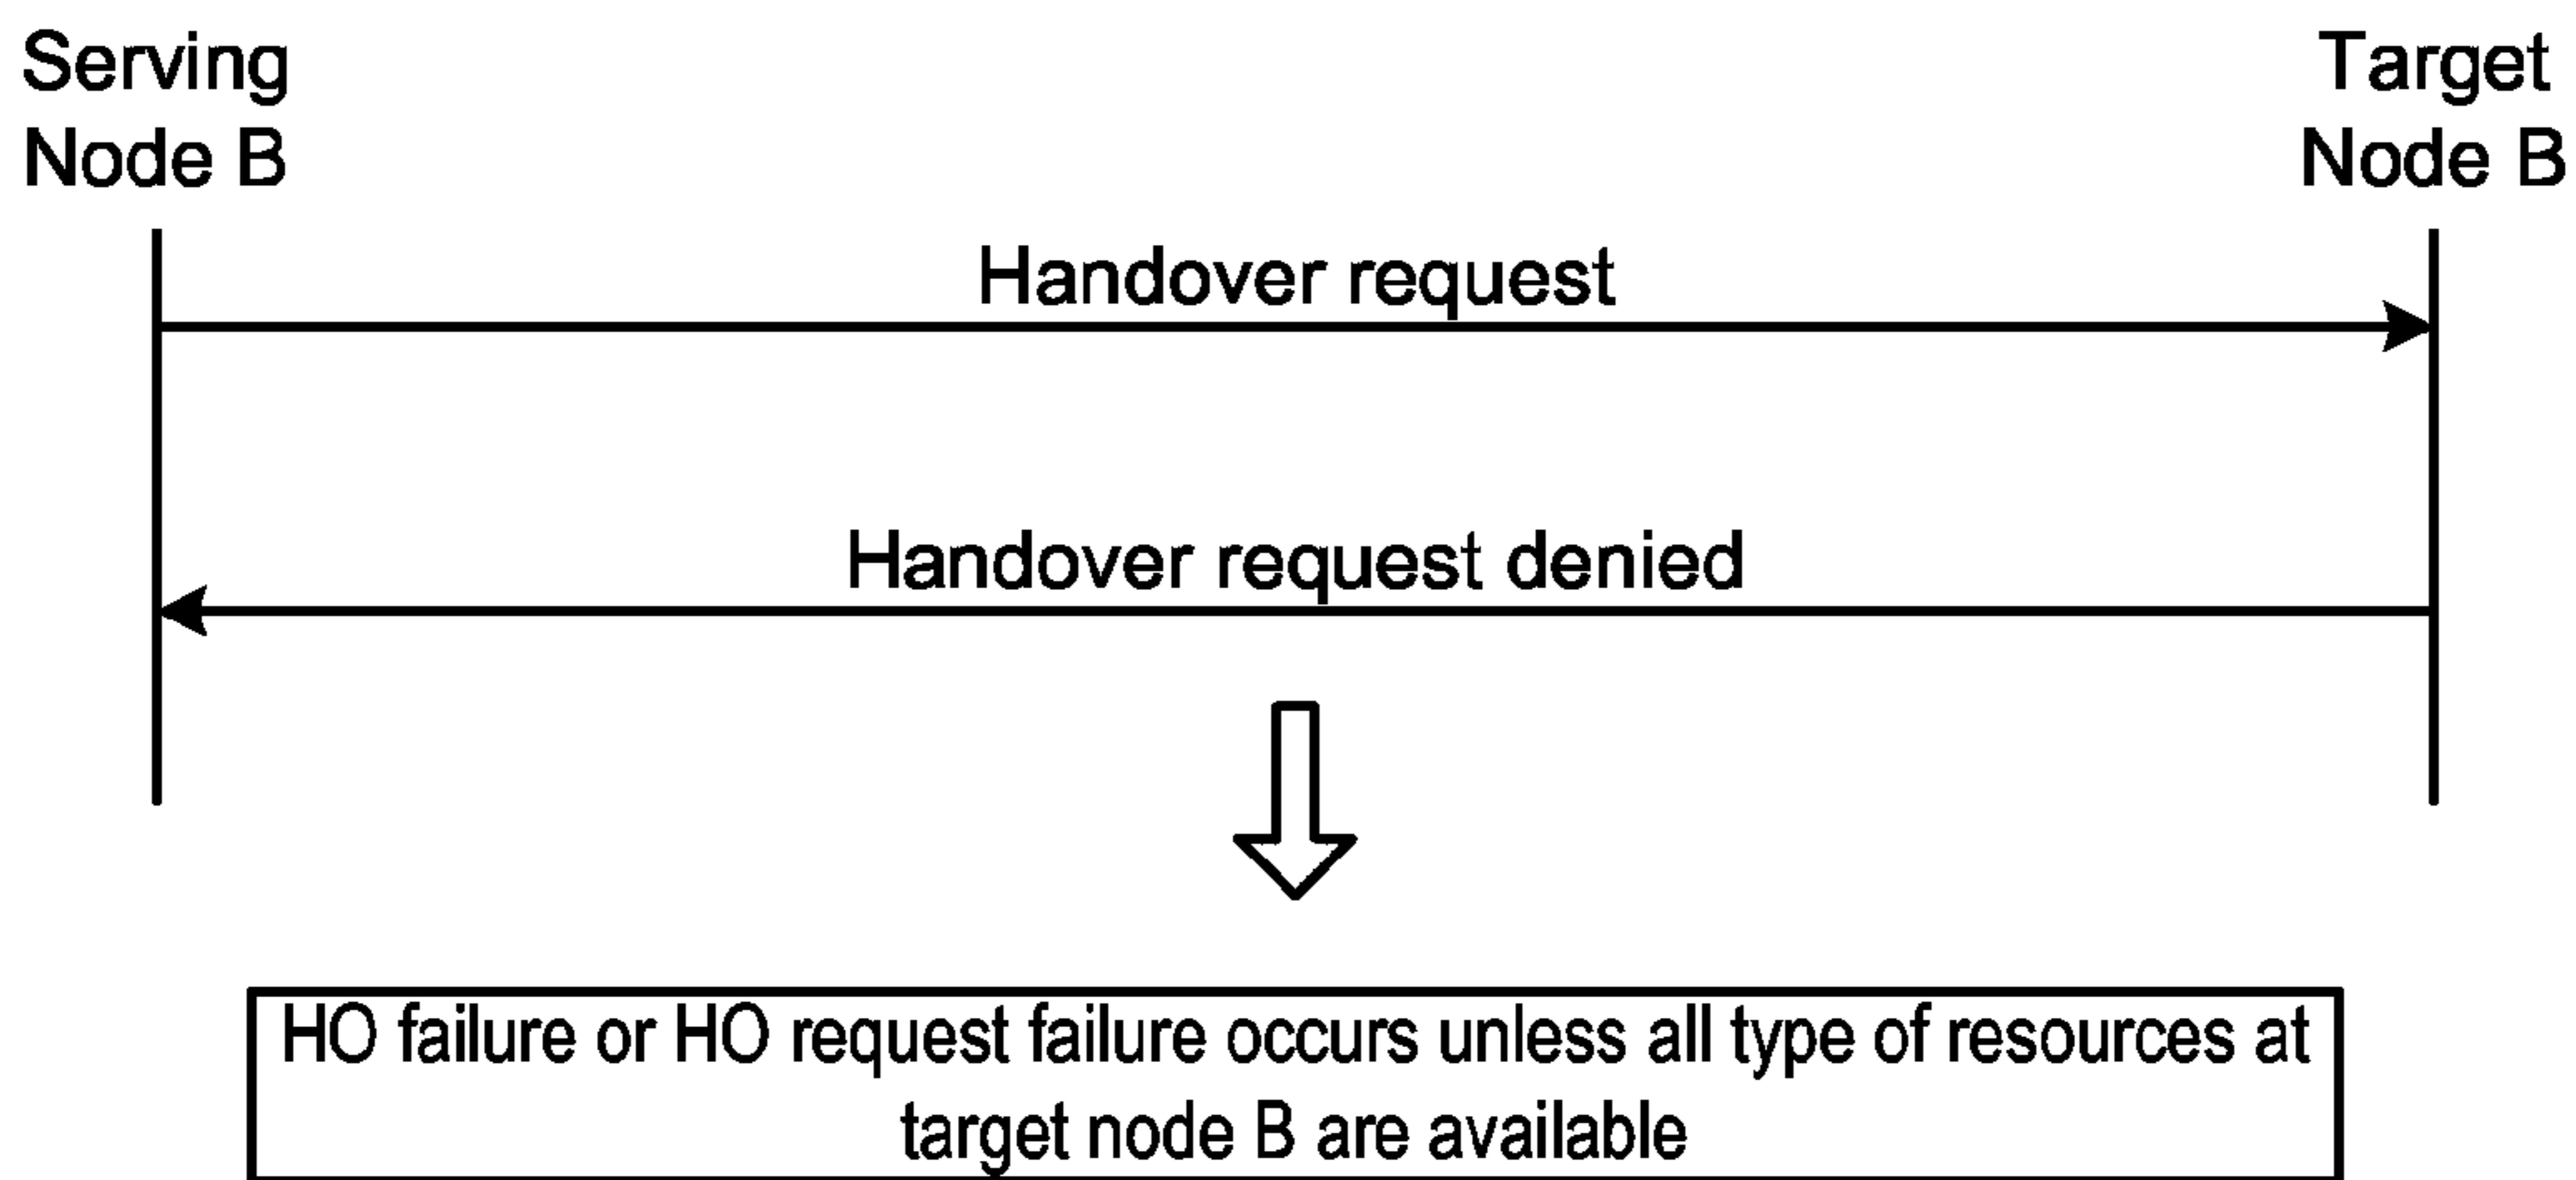 Serving
Node B
Target
Node B
Handover request
Handover request denied
HO failure or HO request failure occurs unless all type of resources at
target node B are available